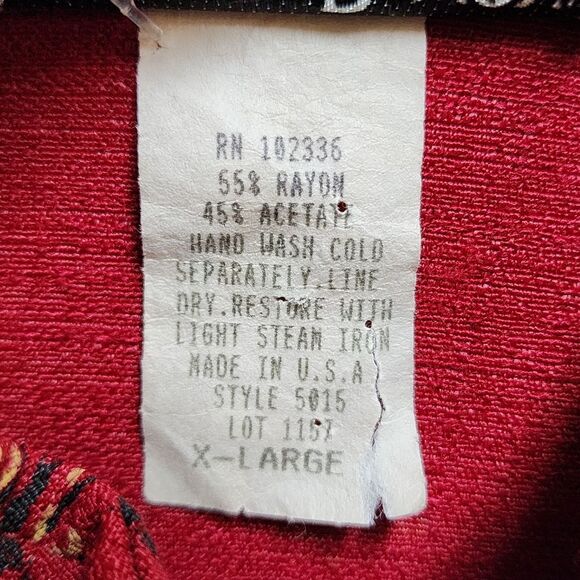 RN 102336
55% RAYON
45% ACETATE
HAND WASH COLD
SEPARATELY.LINE
DRY.RESTORE WITH
LIGHT STEAM IRON
MADE IN U.S.A
STYLE 5015
LOT 1157
X-LARGE